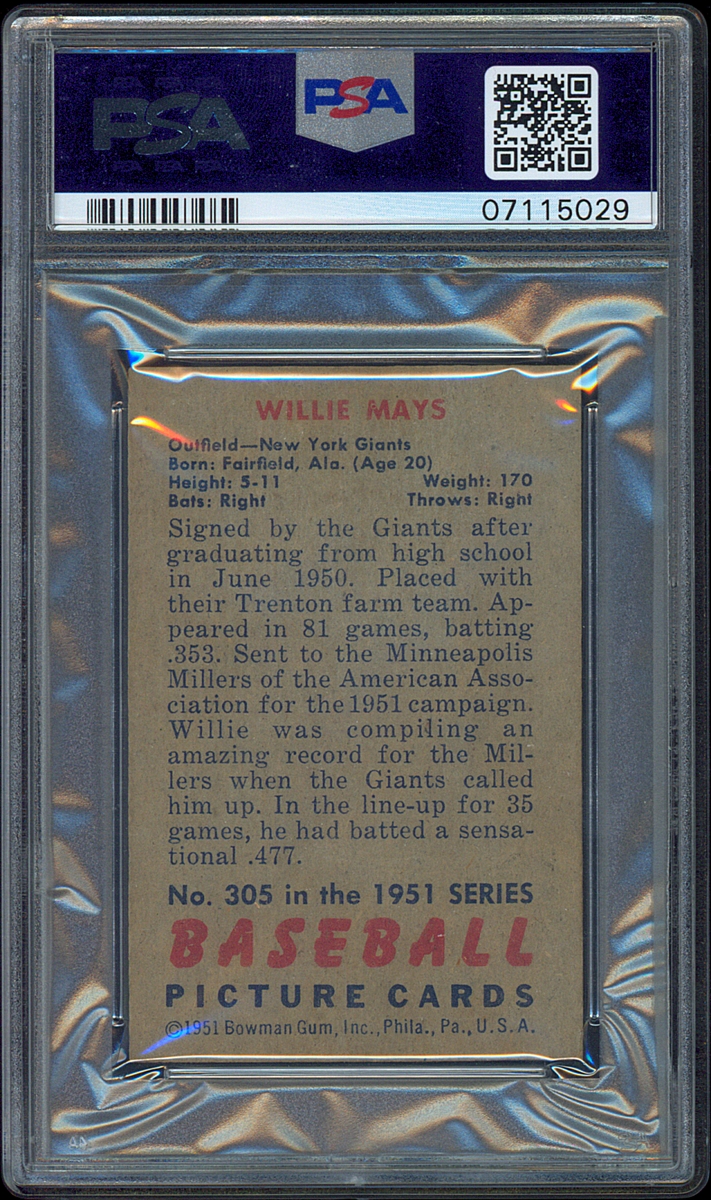 PSA
PSA
07115029
WILLIE MAYS
Outfield—New York Giants
Born: Fairfield, Ala. (Age 20)
Height: 5-11 Weight: 170
Bats: Right Throws: Right
Signed by the Giants after
graduating from high school
in June 1950. Placed with
their Trenton farm team. Ap-
peared in 81 games, batting
.353. Sent to the Minneapolis
Millers of the American Asso-
ciation for the 1951 campaign.
Willie was compiling an
amazing record for the Mil-
lers when the Giants called
him up. In the line-up for 35
games, he had batted a sensa-
tional .477.
No. 305 in the 1951 SERIES
BASEBALL
PICTURE CARDS
©1951 Bowman Gum, Inc., Phila., Pa., U.S.A.